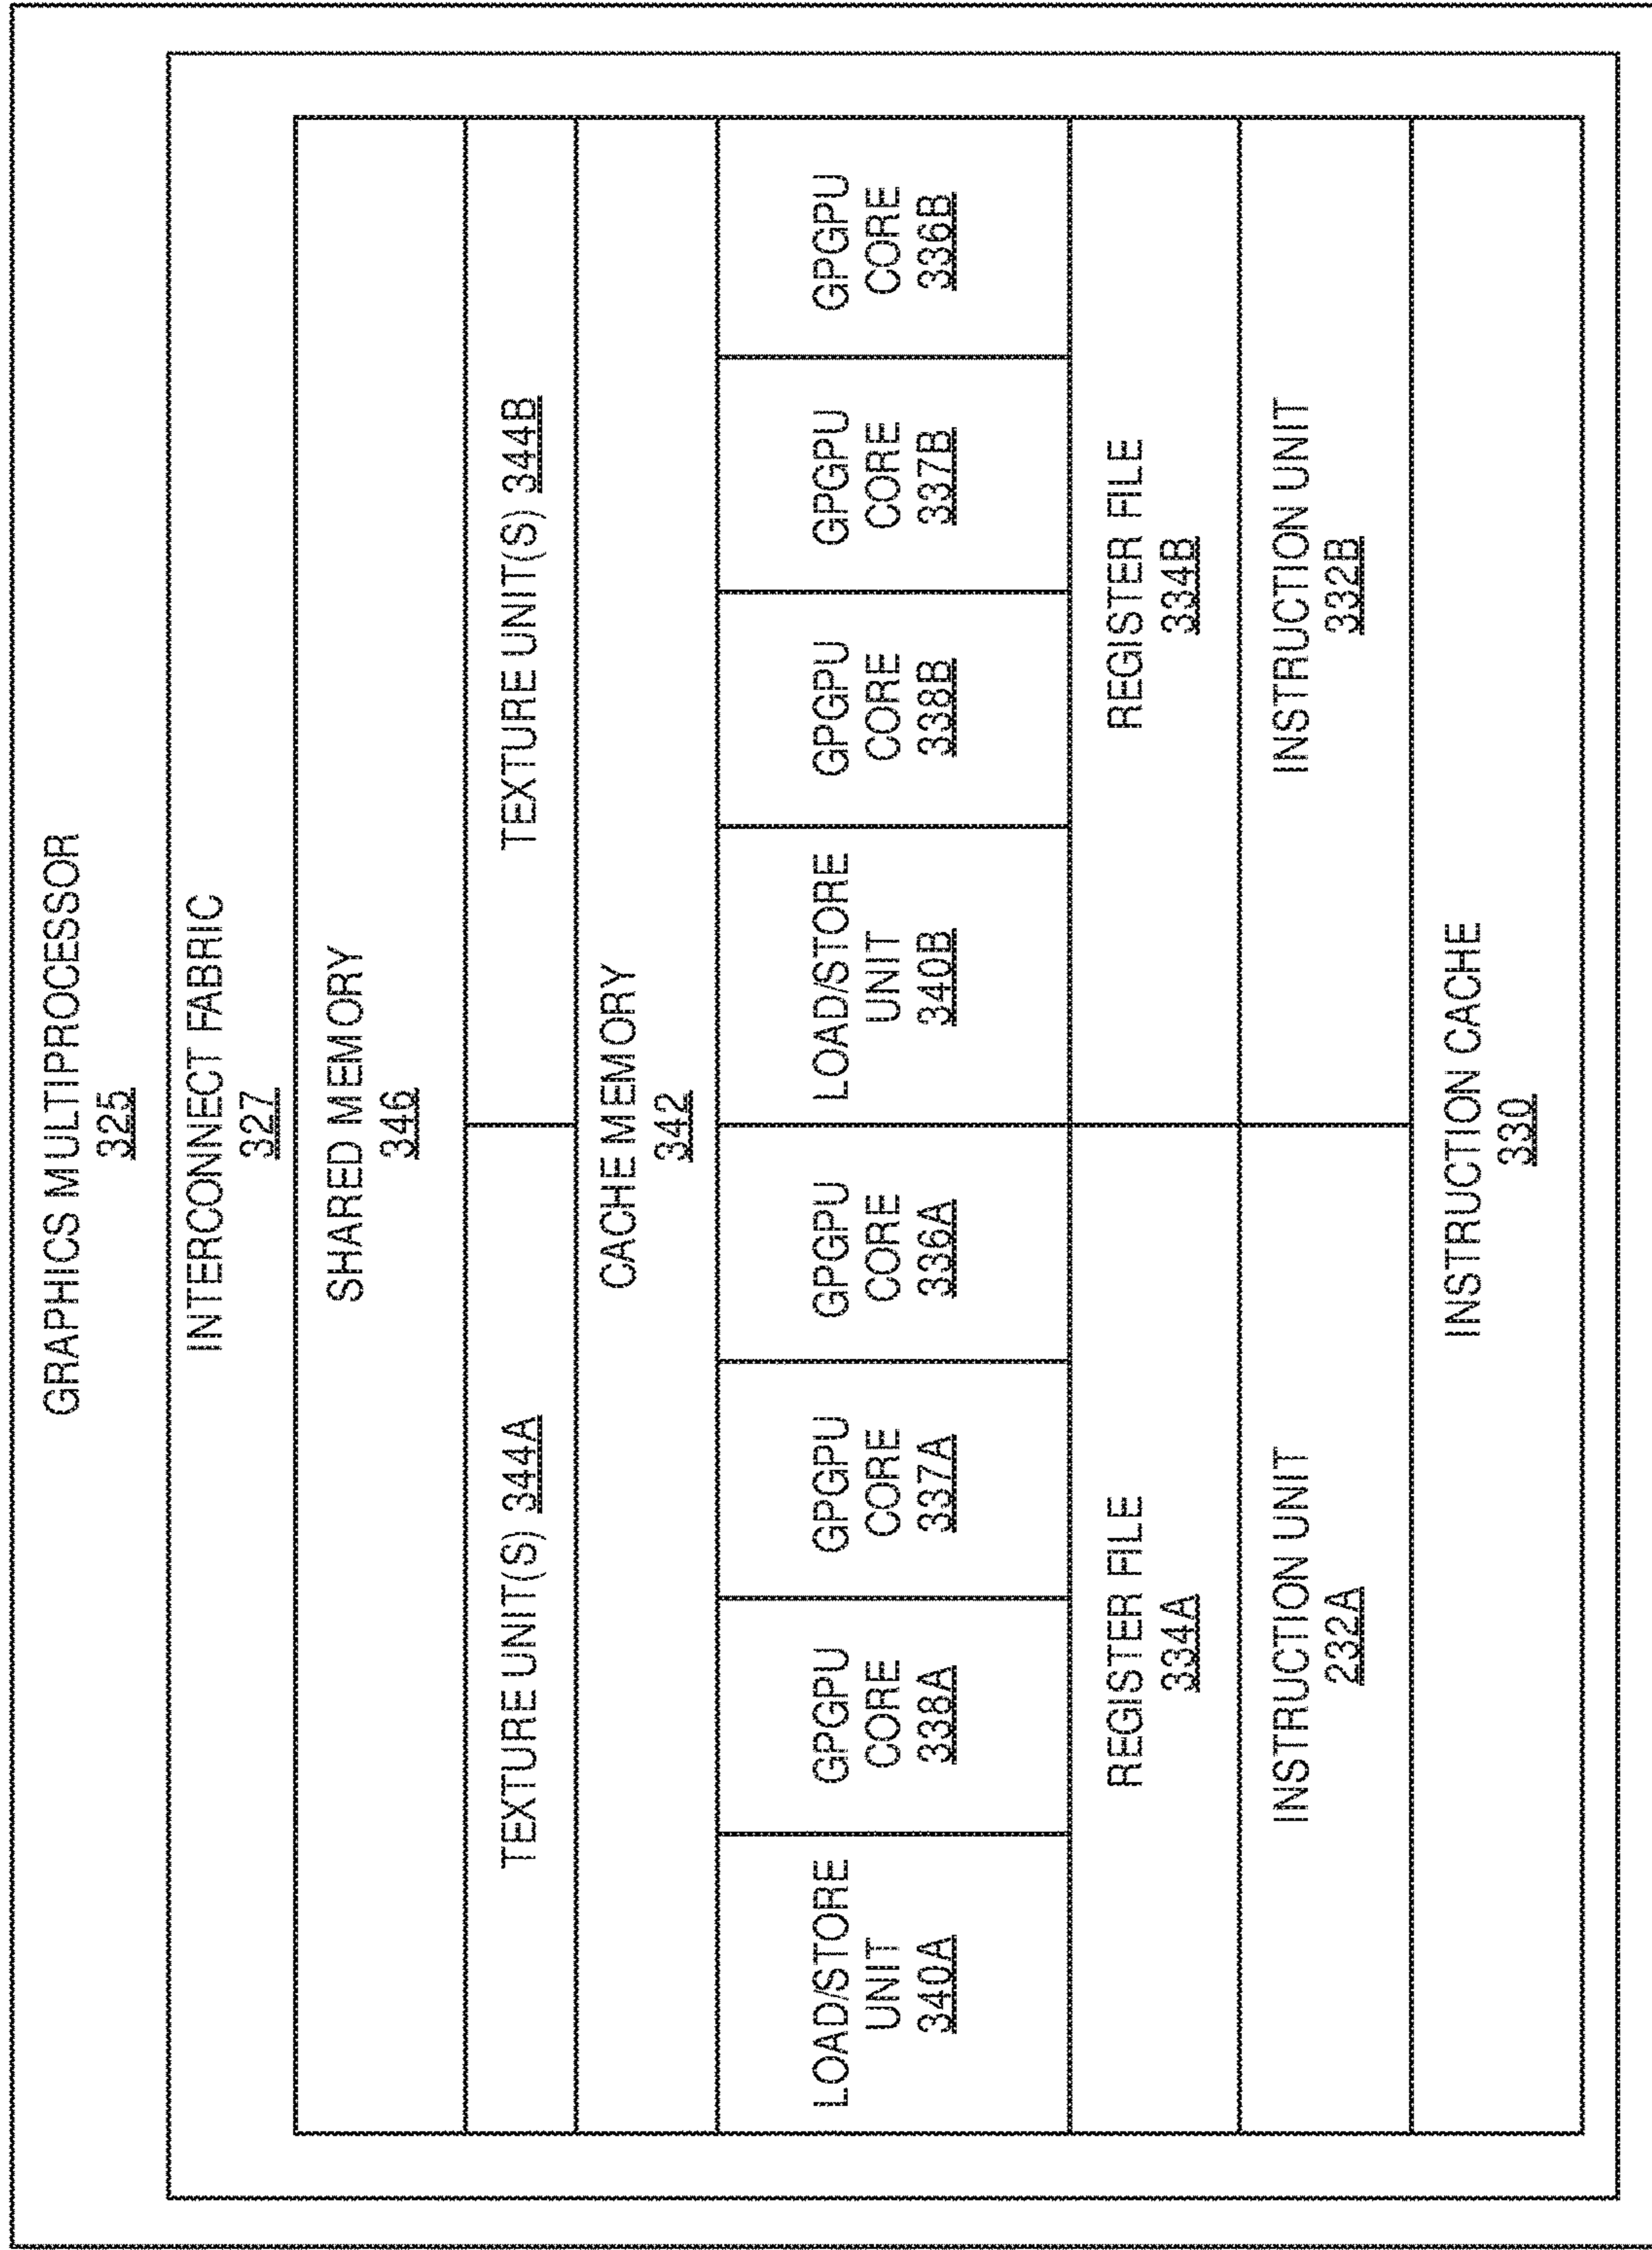 GRAPHICS MULTIPROCESSOR
325
INTERCONNECT FABRIC
327
SHARED MEMORY
346
TEXTURE UNIT(S) 344A
TEXTURE UNIT(S) 344B
CACHE MEMORY
342
LOAD/STORE
UNIT
340A
GPGPU
CORE
338A
GPGPU
CORE
337A
GPGPU
CORE
336A
LOAD/STORE
UNIT
340B
GPGPU
CORE
338B
GPGPU
CORE
337B
GPGPU
CORE
336B
REGISTER FILE
334A
REGISTER FILE
334B
INSTRUCTION UNIT
232A
INSTRUCTION UNIT
332B
INSTRUCTION CACHE
330